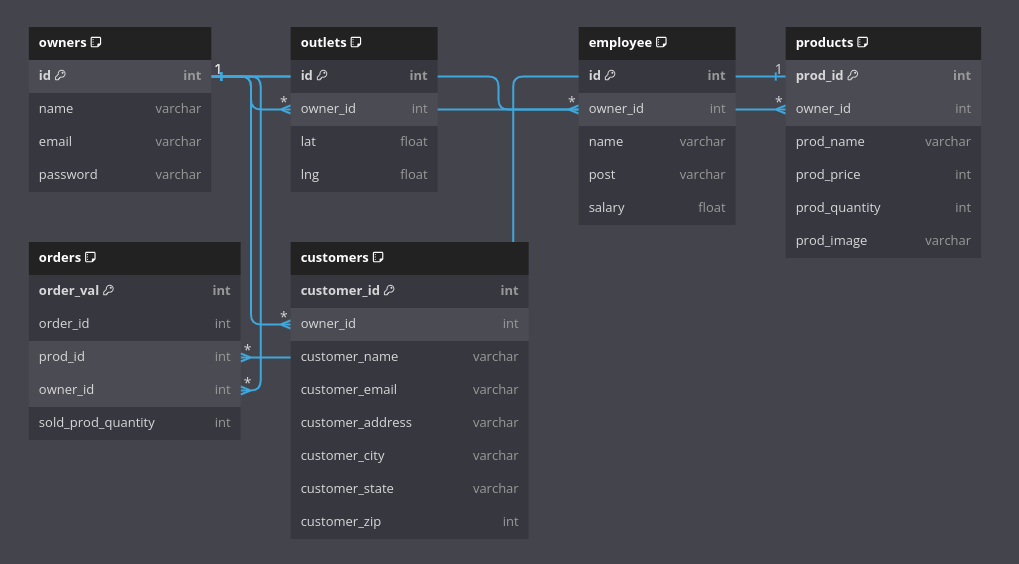 owners
id int
name varchar
email varchar
password varchar
1
outlets
id int
* owner_id int
lat float
lng float
employee
id int
* owner_id int
name varchar
post varchar
salary float
products
1 prod_id int
* owner_id int
prod_name varchar
prod_price int
prod_quantity int
prod_image varchar
orders
order_val int
order_id int
prod_id int *
owner_id int *
sold_prod_quantity int
customers
customer_id int
* owner_id int
customer_name varchar
customer_email varchar
customer_address varchar
customer_city varchar
customer_state varchar
customer_zip int